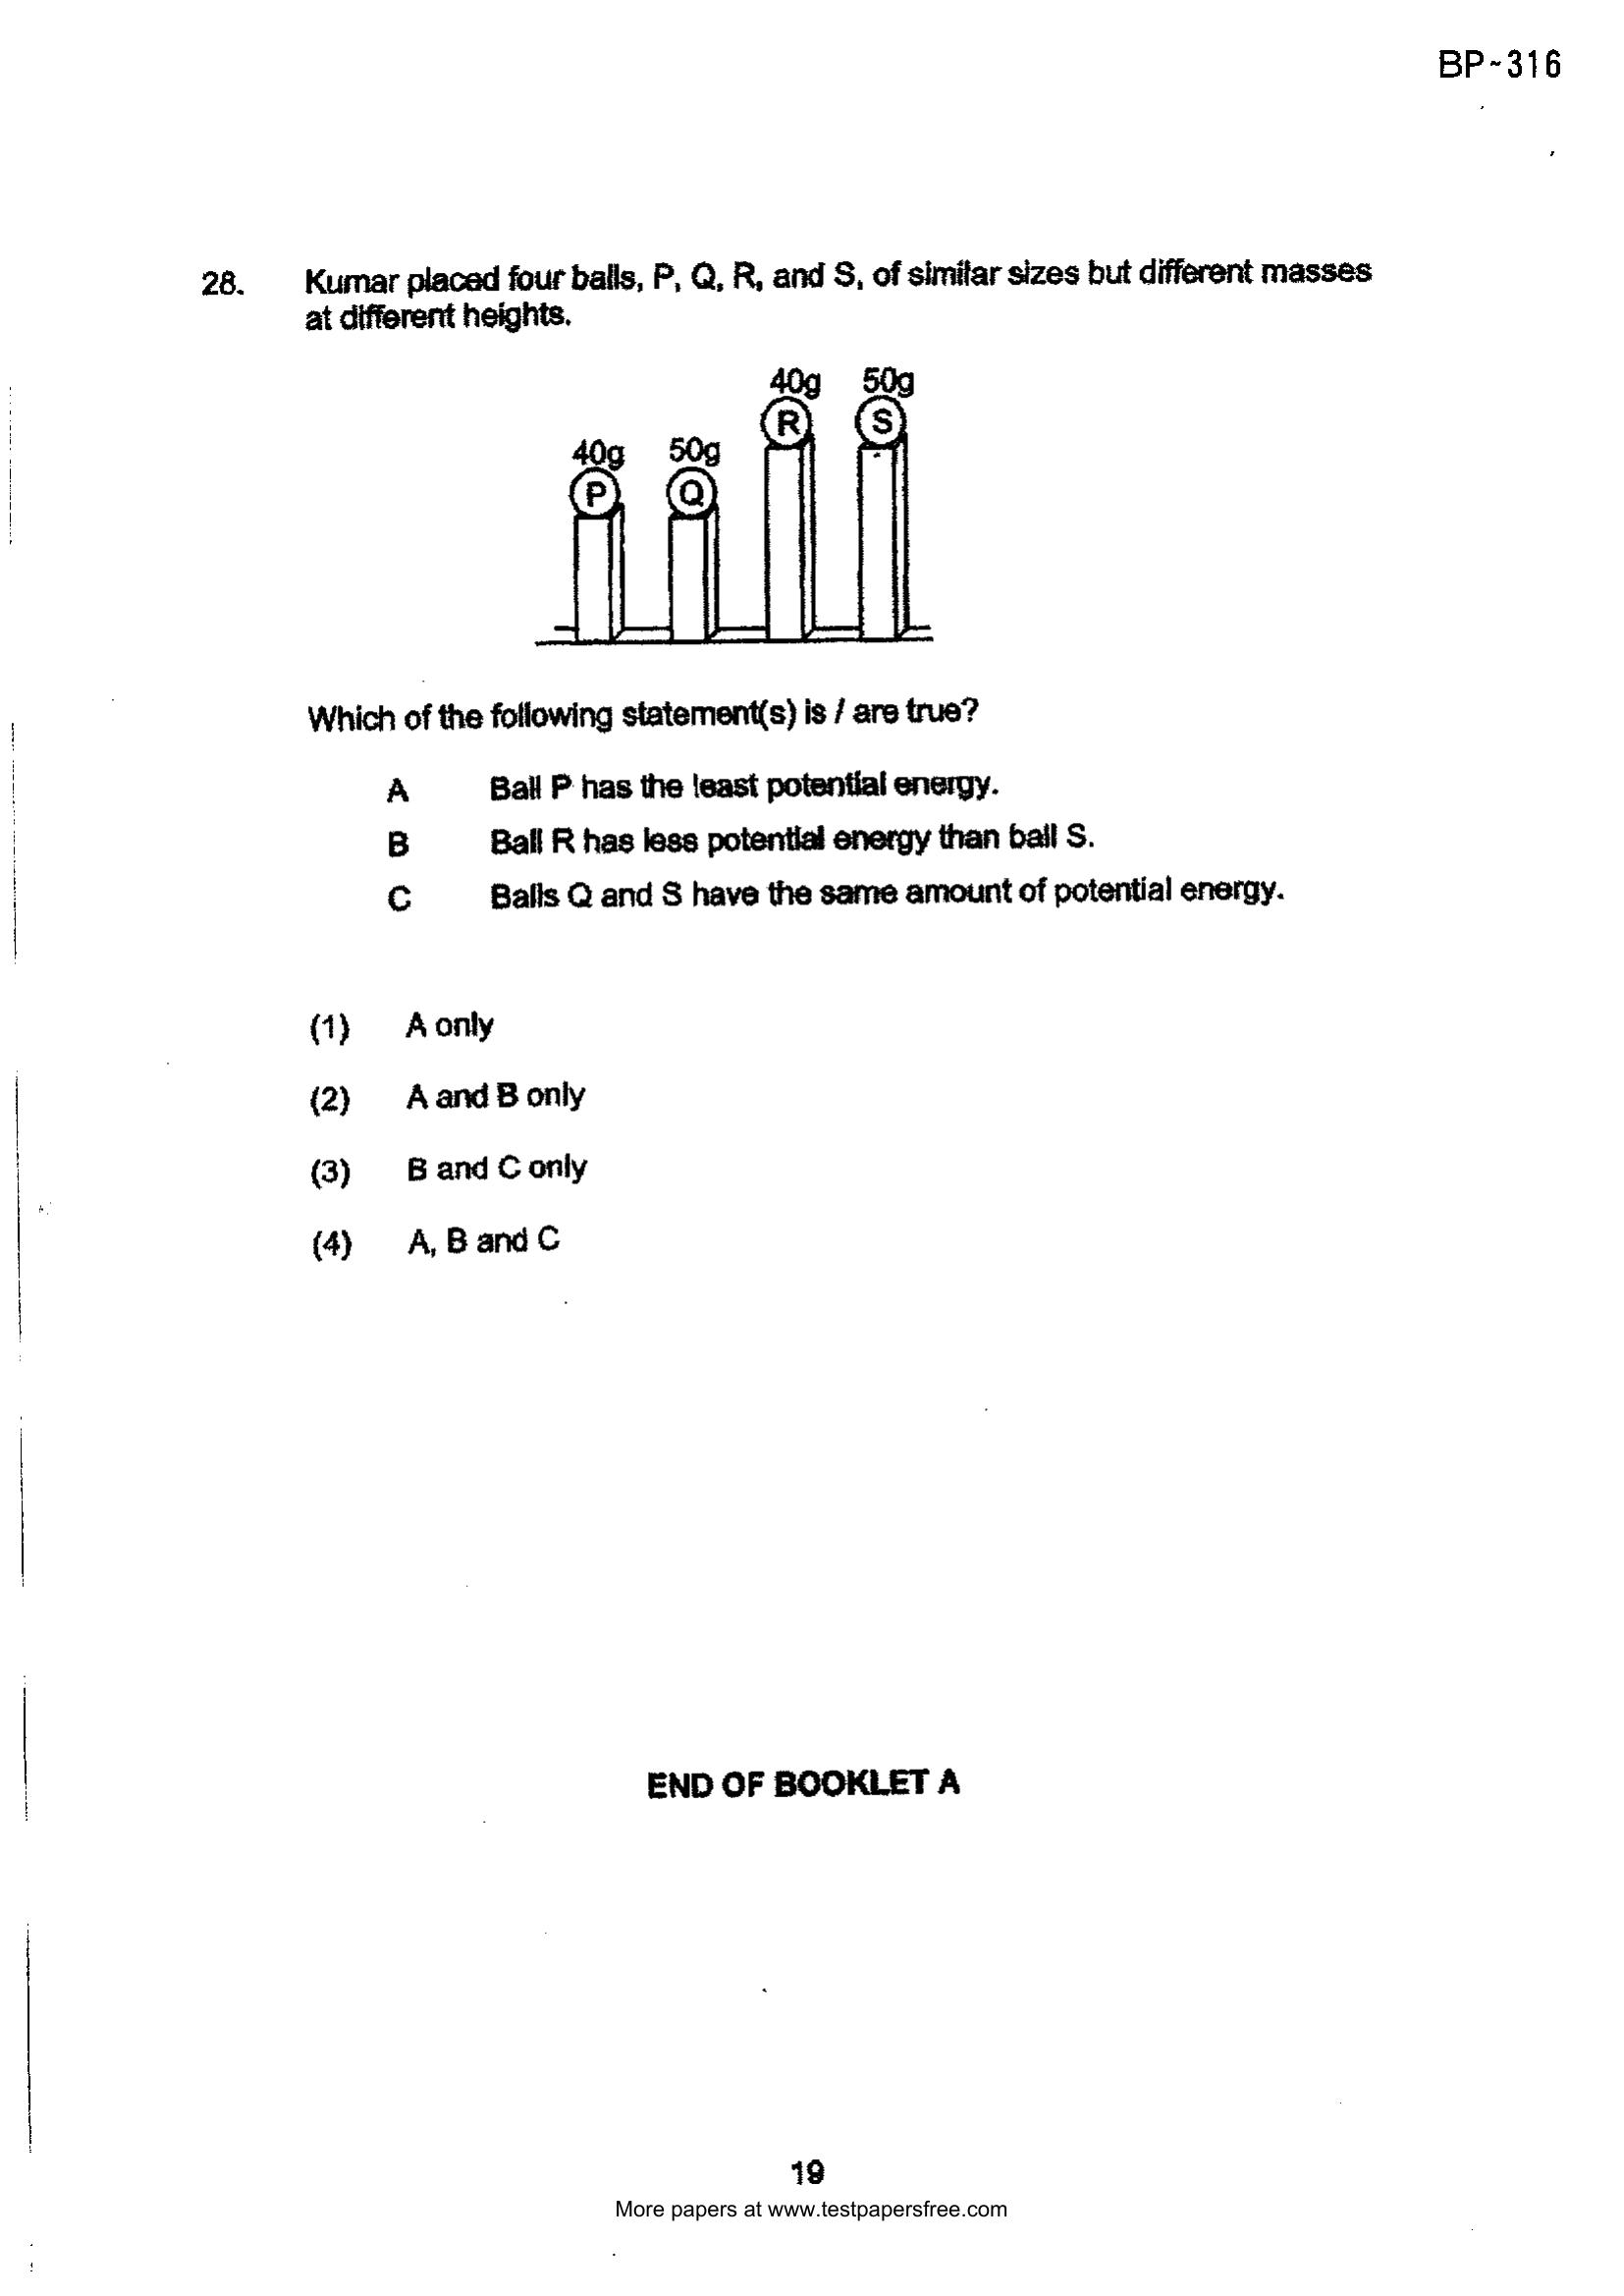 BP~316
28. Kumar placed four balls, P, Q, R, and S, of similar sizes but different masses
at different heights.
40g 50g
R S
40g 50g
P Q
Which of the following statement(s) is / are true?
A Ball P has the least potential energy.
B Ball R has less potential energy than ball S.
C Balls Q and S have the same amount of potential energy.
(1) A only
(2) A and B only
(3) B and C only
(4) A, B and C
END OF BOOKLET A
19
More papers at www.testpapersfree.com